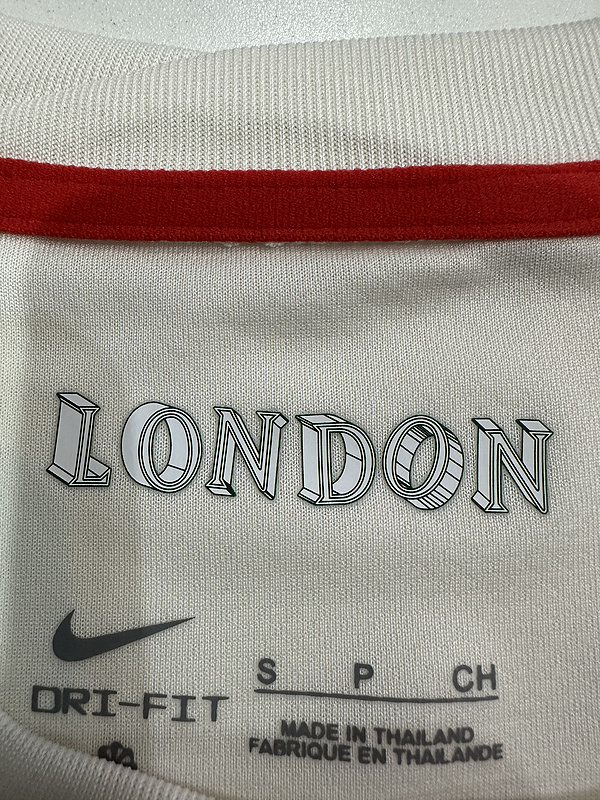 LONDON
S P CH
DRI-FIT
MADE IN THAILAND
FABRIQUE EN THAILANDE